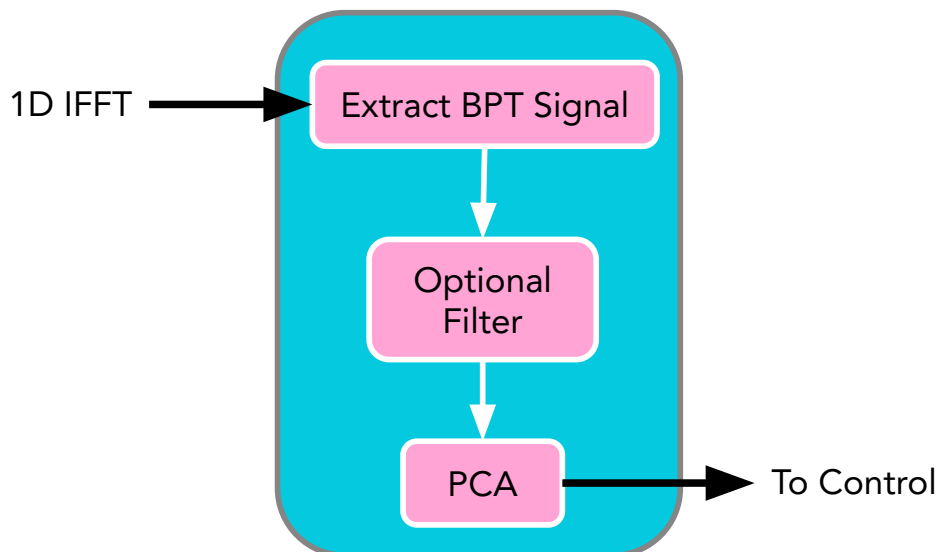 1D IFFT
Extract BPT Signal
Optional
Filter
PCA
To Control